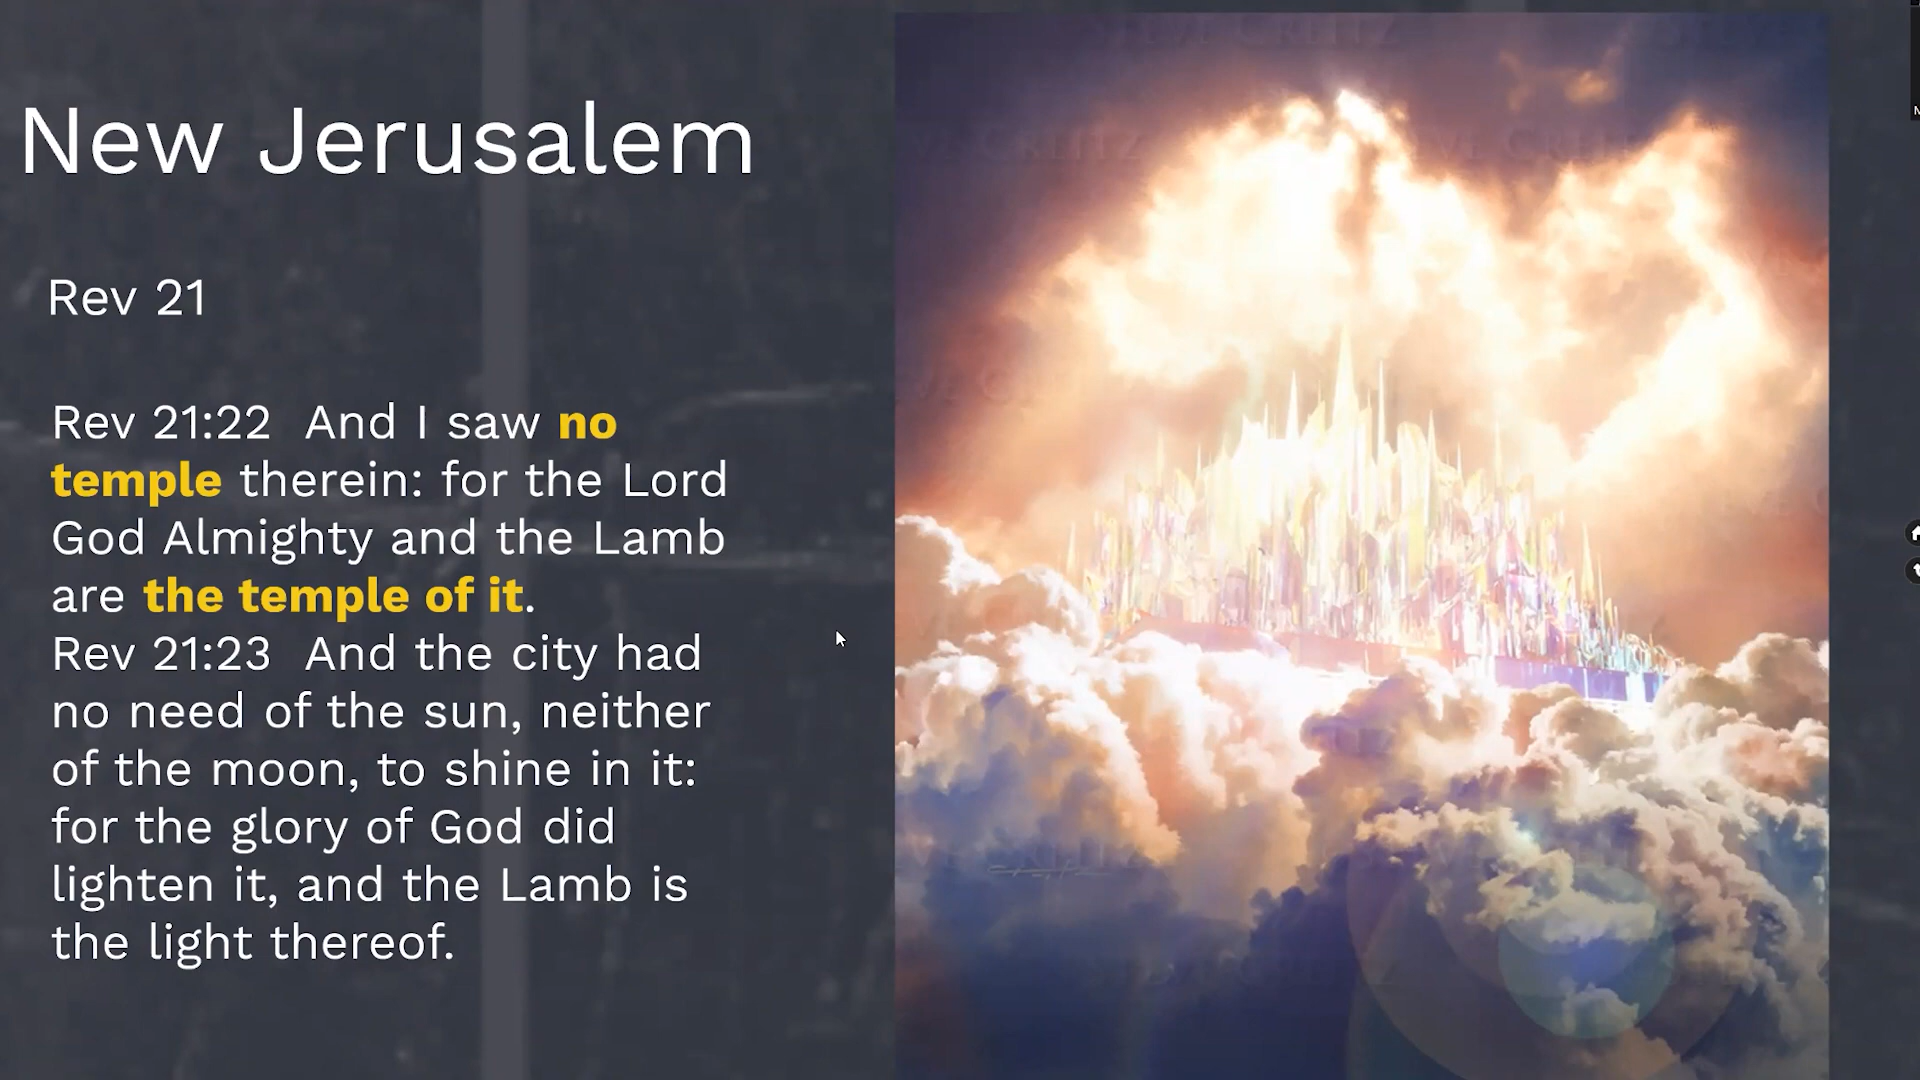 New Jerusalem
Rev 21
Rev 21:22  And I saw no
temple therein: for the Lord
God Almighty and the Lamb
are the temple of it.
Rev 21:23  And the city had
no need of the sun, neither
of the moon, to shine in it:
for the glory of God did
lighten it, and the Lamb is
the light thereof.
STEVE CREITZ